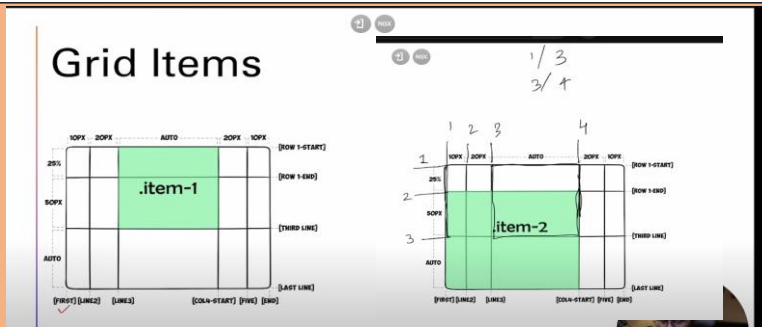 NGX
Grid Items
NGX
1/3
3/4
10PX 20PX AUTO 20PX 10PX
[ROW 1-START]
25%
[ROW 1-END]
.item-1
50PX
[THIRD LINE]
AUTO
[LAST LINE]
[FIRST] [LINE2] [LINE3] [COL4-START] [FIVE] [END]
1 2 3 4
10PX 20PX AUTO 20PX 10PX
1
[ROW 1-START]
25%
2
[ROW 1-END]
50PX
.item-2
3
[THIRD LINE]
AUTO
[LAST LINE]
[FIRST] [LINE2] [LINE3] [COL4-START] [FIVE] [END]